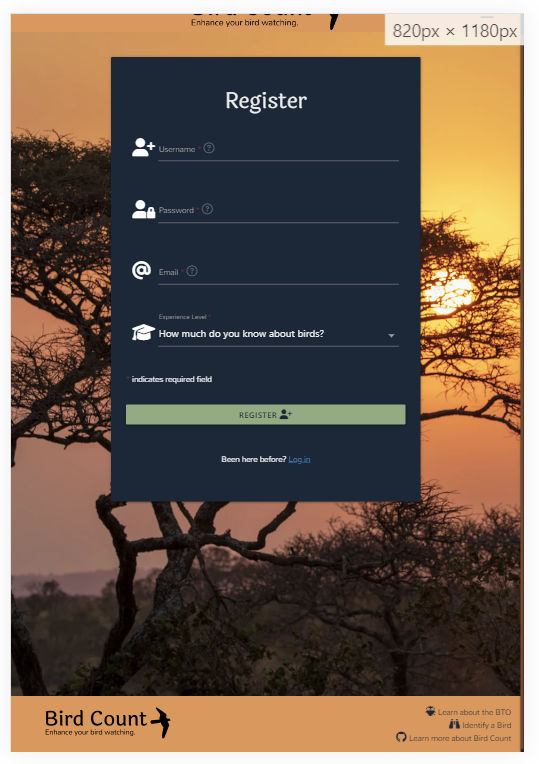 Bird Count
Enhance your bird watching.
820px × 1180px
Register
Username * ?
Password * ?
@ Email * ?
Experience Level *
How much do you know about birds?
* indicates required field
REGISTER
Been here before? Log in
Bird Count
Enhance your bird watching.
Learn about the BTO
Identify a Bird
Learn more about Bird Count